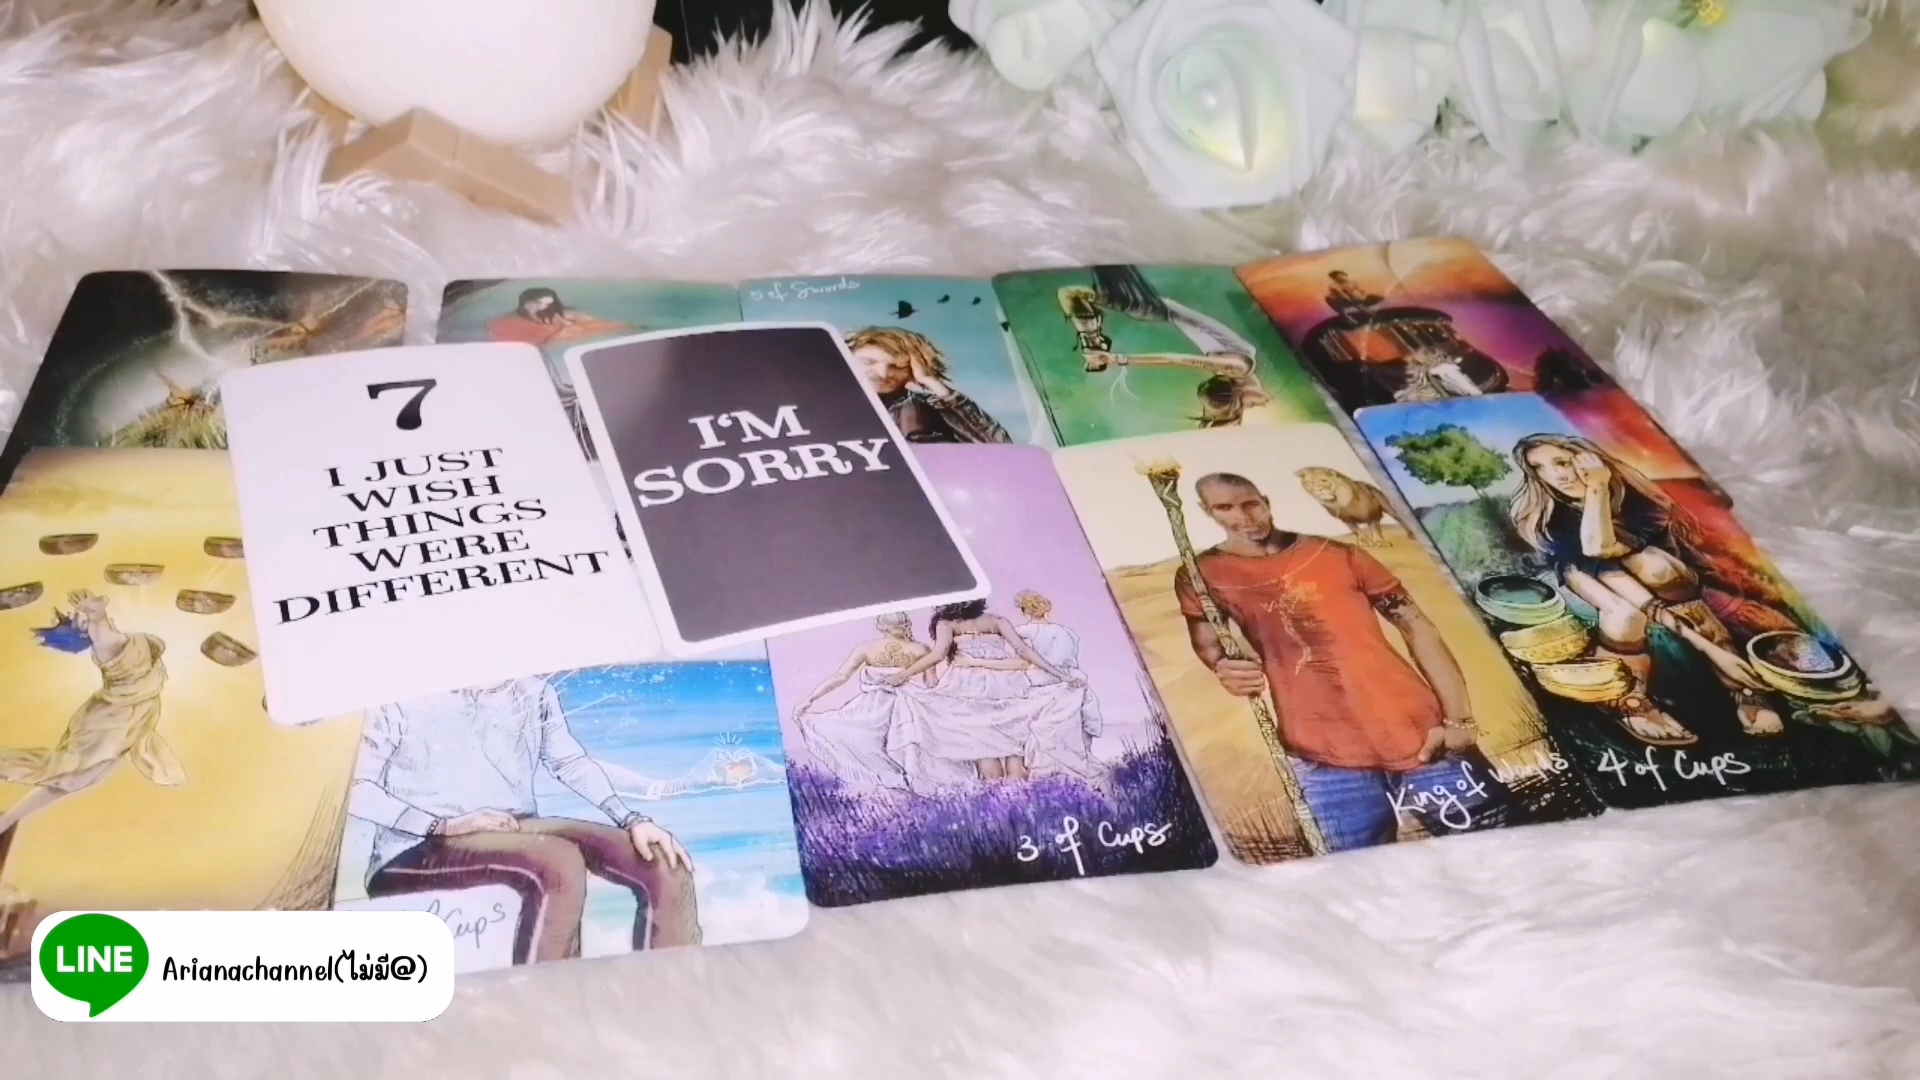 5 of Swords
7
I JUST
WISH
THINGS
WERE
DIFFERENT
I'M
SORRY
3 of Cups
King of Wands
4 of Cups
Cups
LINE
Arianachannel(ไม่มี@)